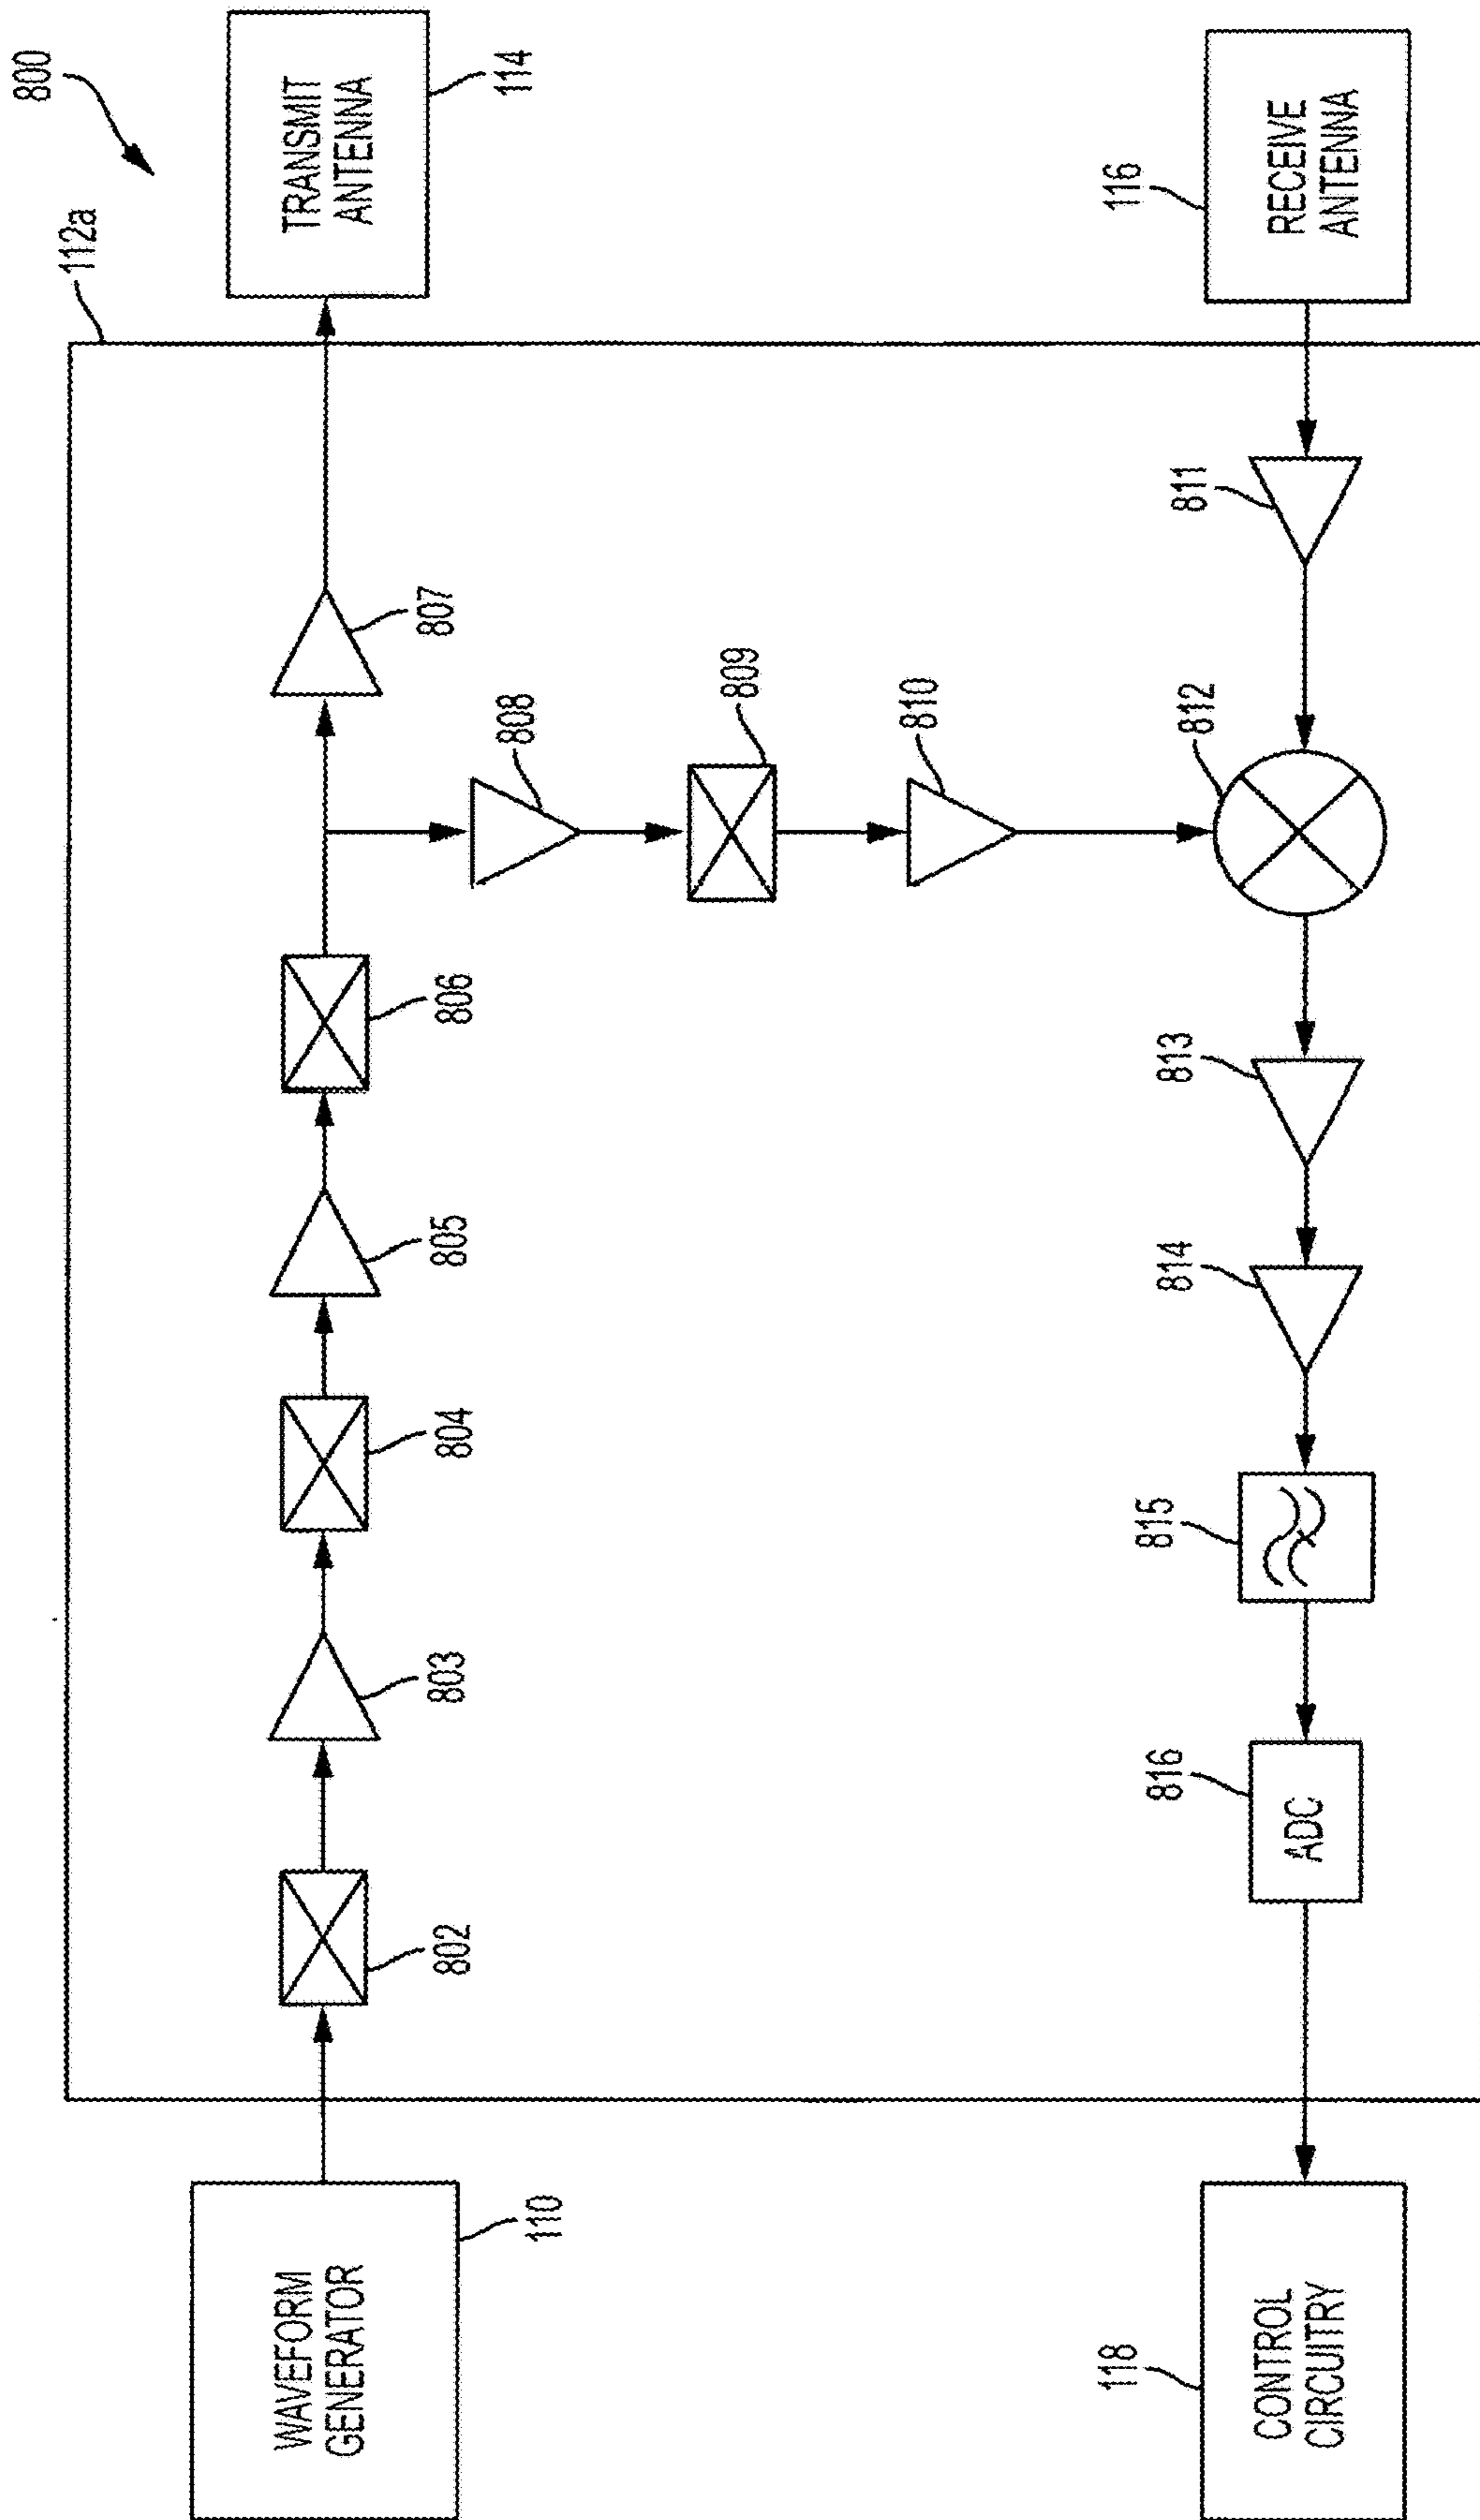 800
112a
WAVEFORM
GENERATOR
110
802
803
804
805
806
807
TRANSMIT
ANTENNA
114
808
809
810
CONTROL
CIRCUITRY
118
ADC
816
815
814
813
812
811
RECEIVE
ANTENNA
116